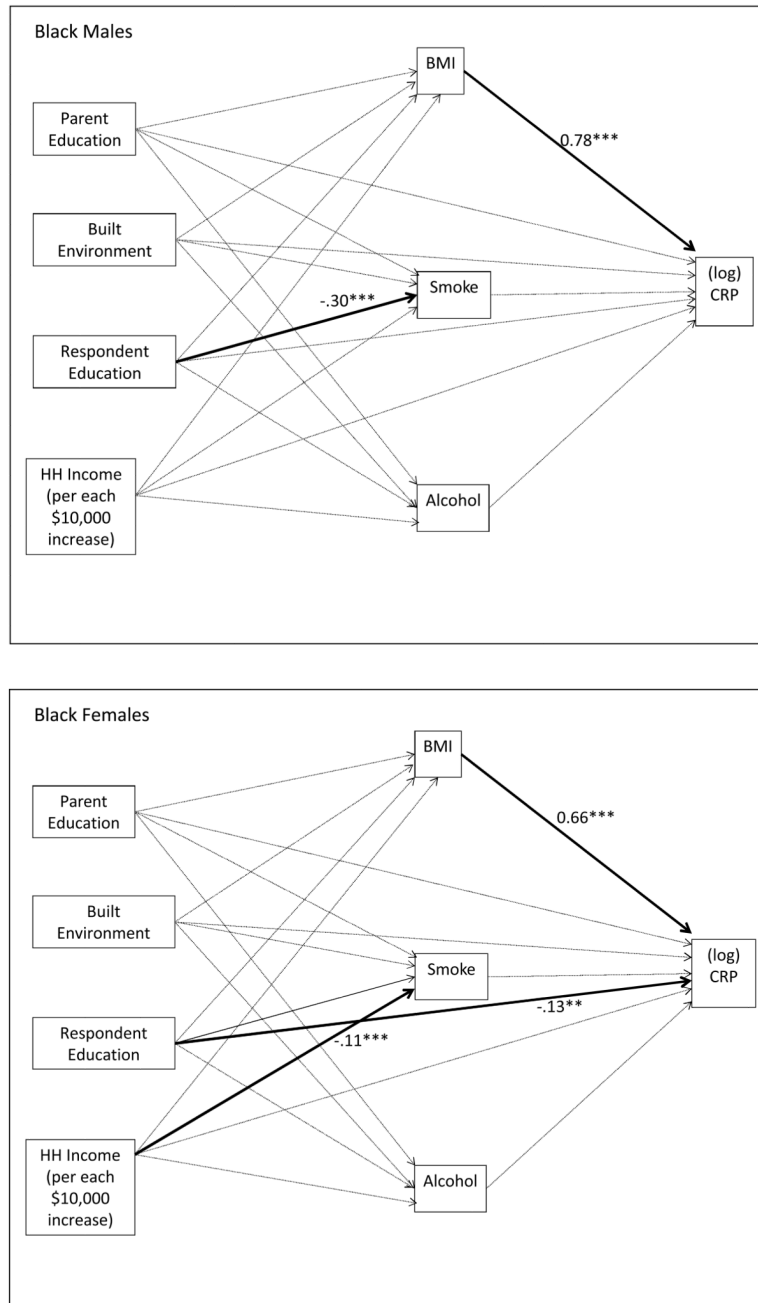 Black Males
BMI
Parent
Education
0.78***
Built
Environment
(log)
CRP
Smoke
-.30***
Respondent
Education
HH Income
(per each
$10,000
increase)
Alcohol
Black Females
BMI
Parent
Education
0.66***
Built
Environment
(log)
CRP
Smoke
-.13**
Respondent
Education
-.11***
HH Income
(per each
$10,000
increase)
Alcohol